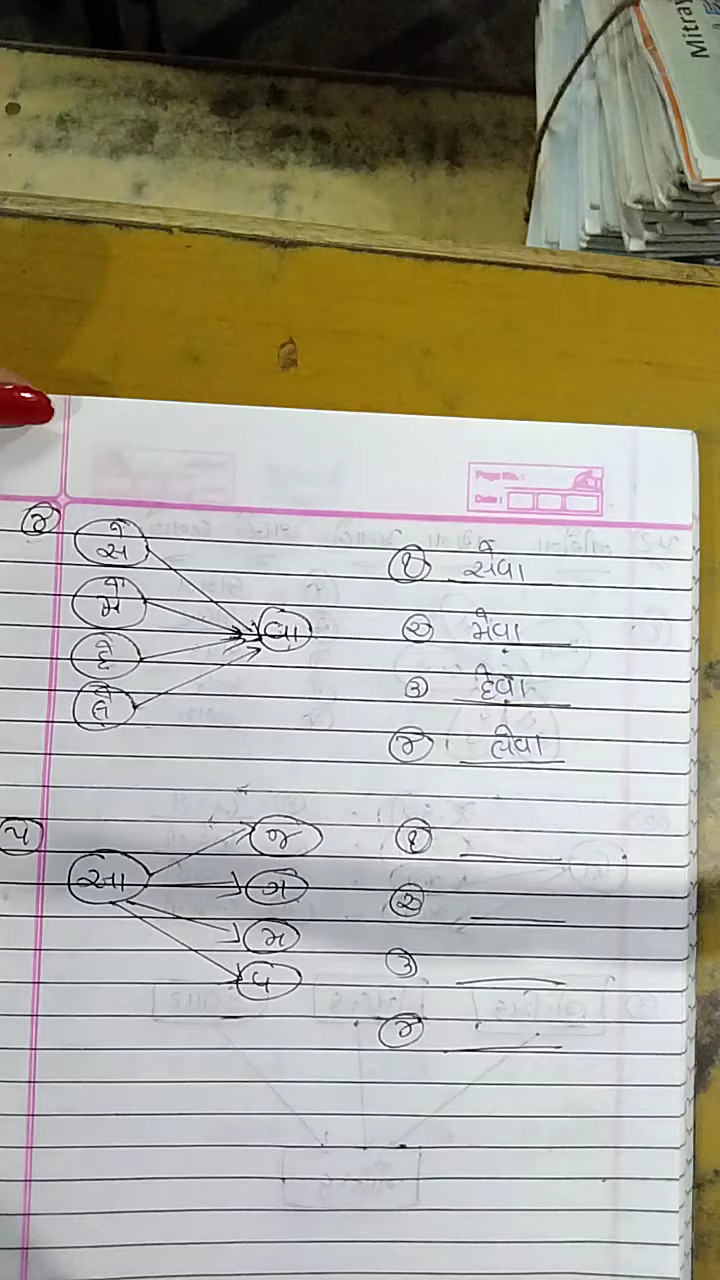 Mitra
Page No. :
Date :
૪ સે
મે
હે
લે
વા
૧ સેવા
૨ મેવા
૩ હેવા
૪ લેવા
૫ આ
જ
ગ
મ
૧
૨
૩
૪